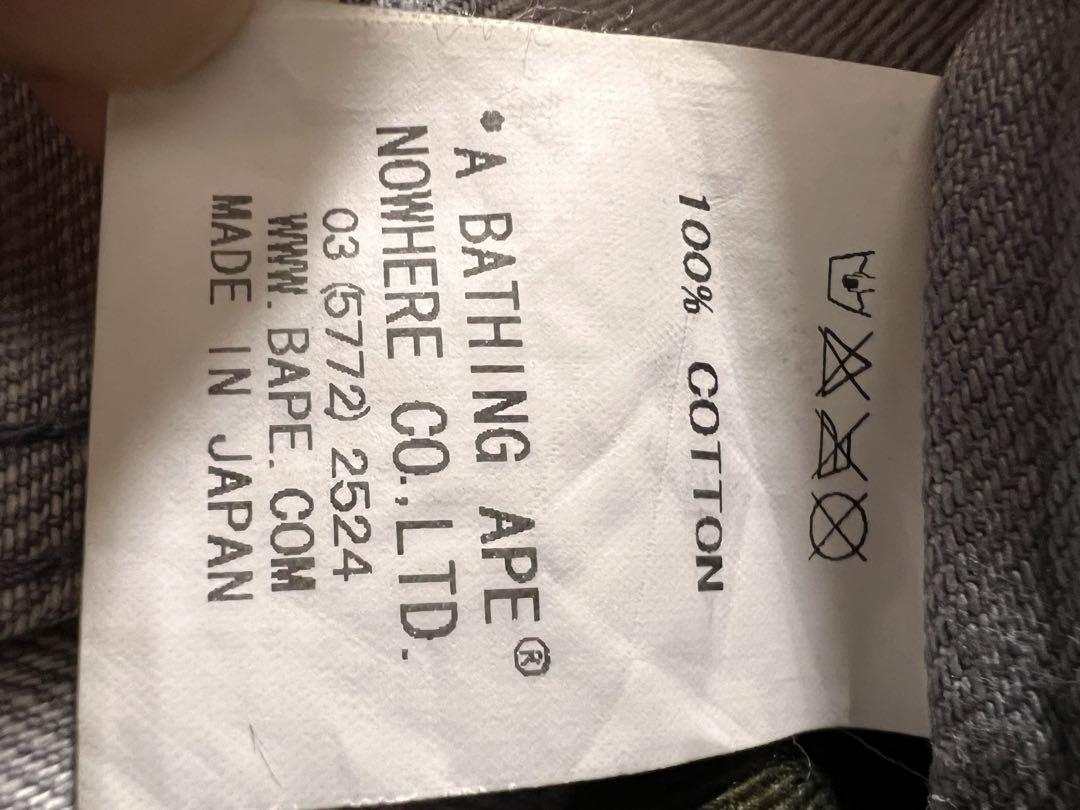 100% COTTON
•A BATHING APE®
NOWHERE CO.,LTD.
03 (5772) 2524
WWW.BAPE.COM
MADE IN JAPAN